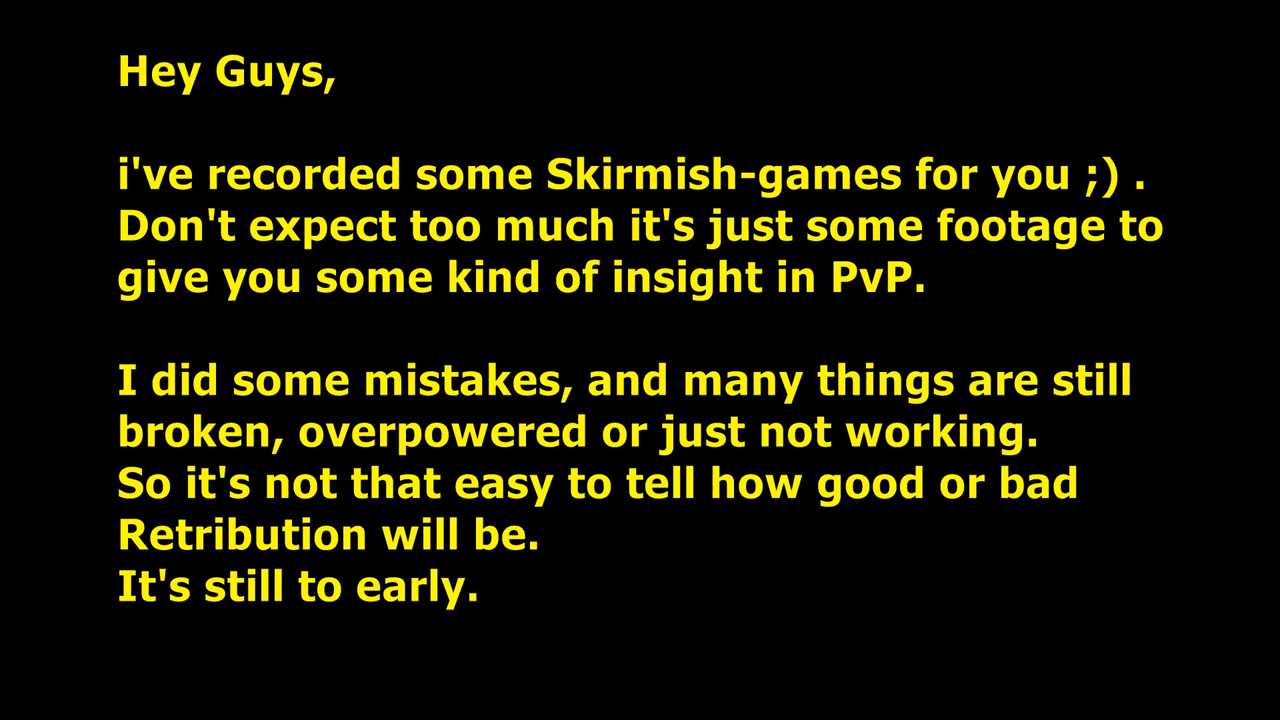 Hey Guys,
i've recorded some Skirmish-games for you ;) .
Don't expect too much it's just some footage to
give you some kind of insight in PvP.
I did some mistakes, and many things are still
broken, overpowered or just not working.
So it's not that easy to tell how good or bad
Retribution will be.
It's still to early.